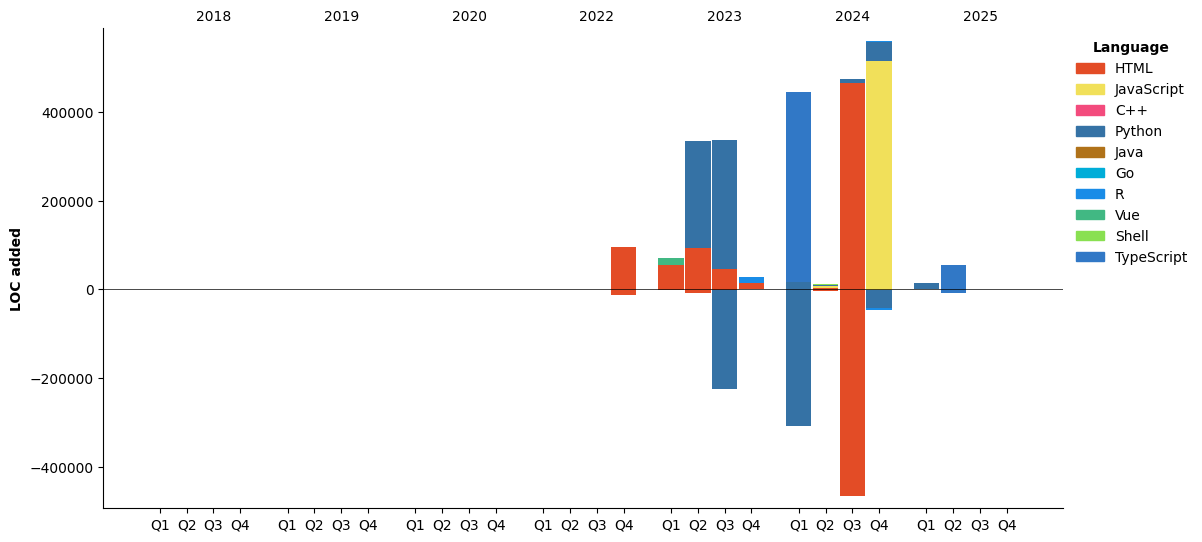 2018 2019 2020 2022 2023 2024 2025
Language
HTML
JavaScript
C++
Python
Java
Go
R
Vue
Shell
TypeScript
LOC added
400000
200000
0
−200000
−400000
Q1 Q2 Q3 Q4 Q1 Q2 Q3 Q4 Q1 Q2 Q3 Q4 Q1 Q2 Q3 Q4 Q1 Q2 Q3 Q4 Q1 Q2 Q3 Q4 Q1 Q2 Q3 Q4